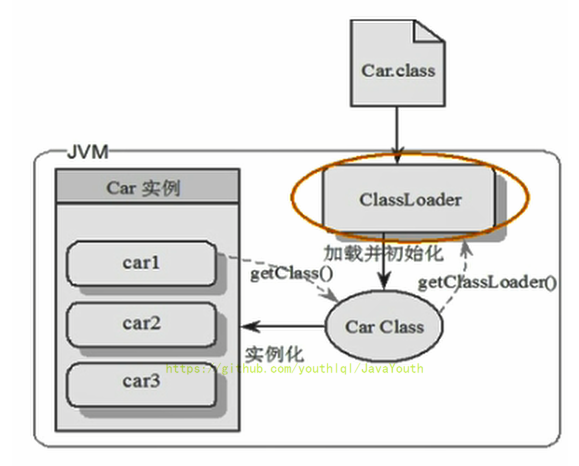 Car.class
JVM
Car 实例
ClassLoader
加载并初始化
car1
getClass()
getClassLoader()
car2
Car Class
实例化
https://github.com/youthlql/JavaYouth
car3